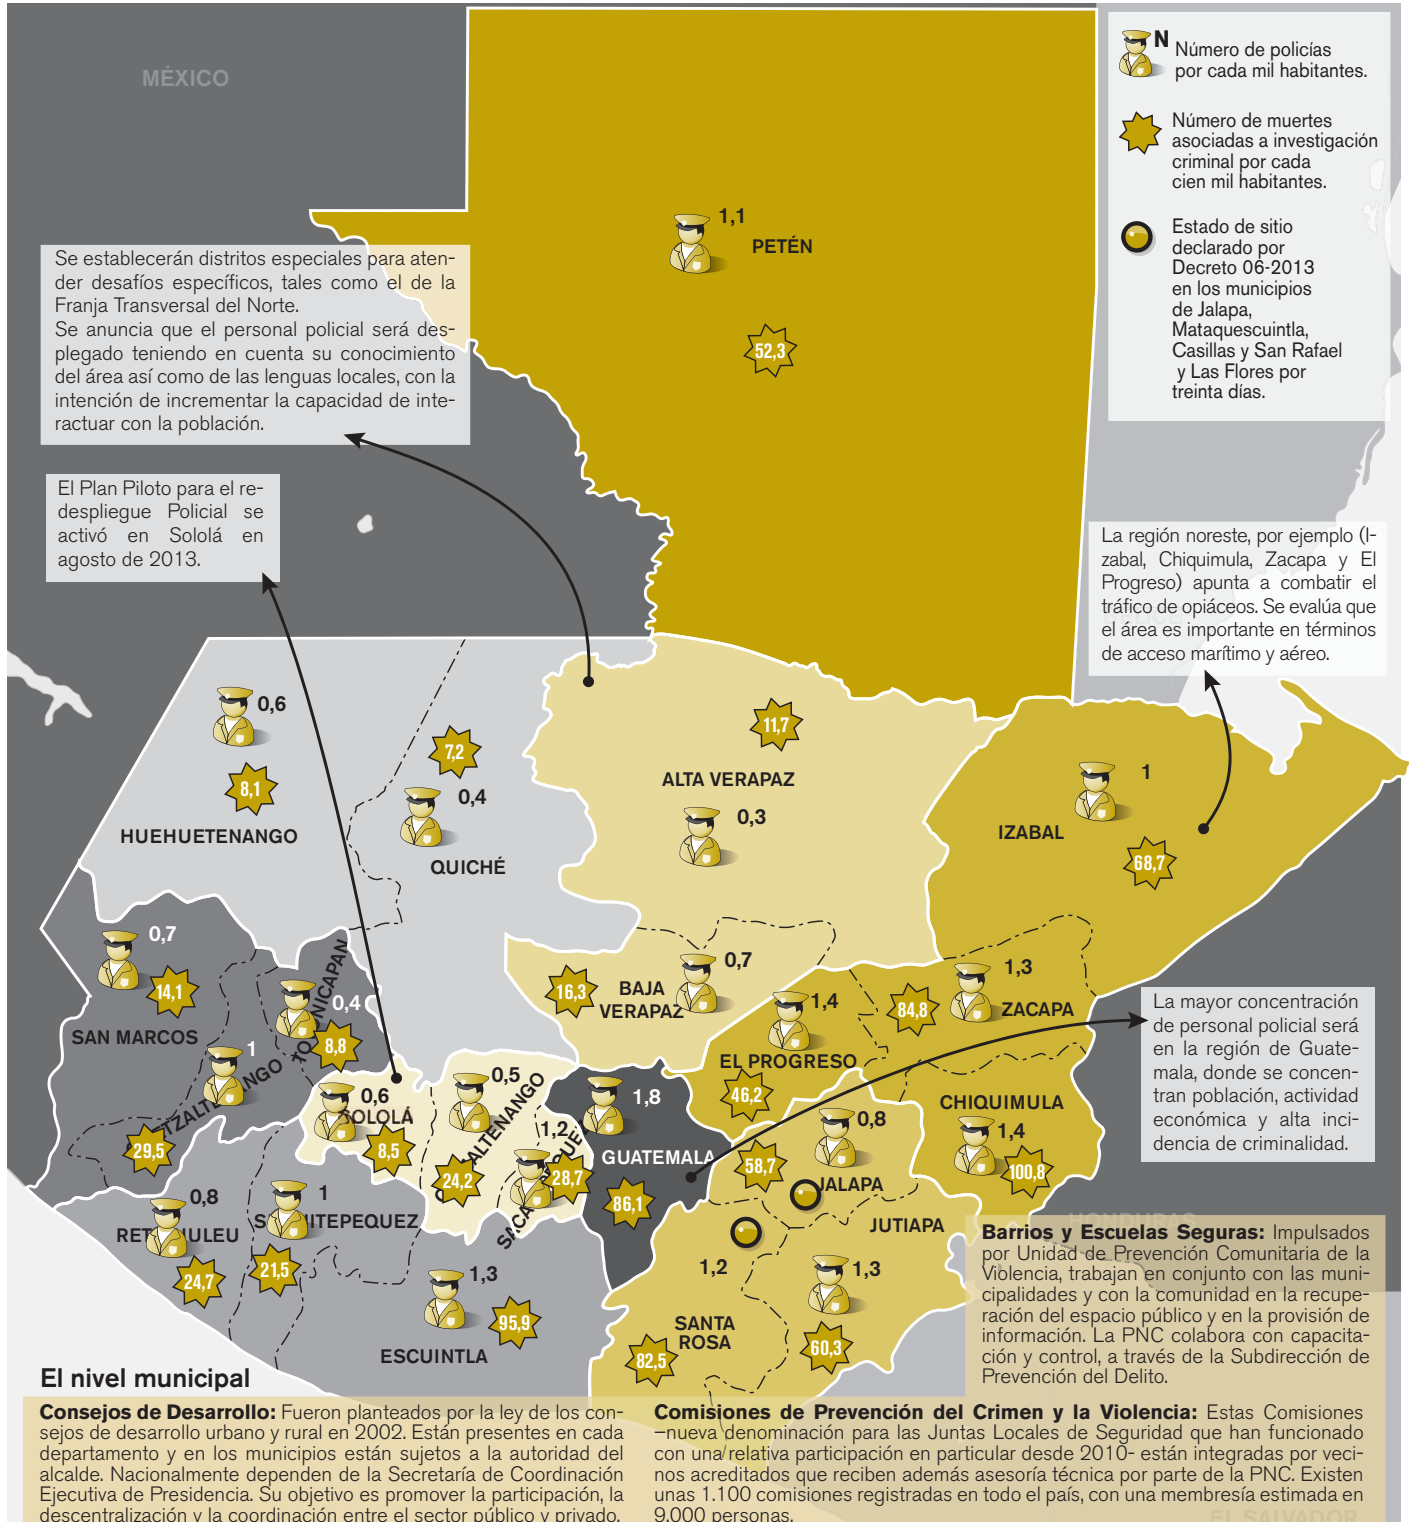 MÉXICO
N
Número de policías
por cada mil habitantes.
Número de muertes
asociadas a investigación
criminal por cada
cien mil habitantes.
Estado de sitio
declarado por
Decreto 06-2013
en los municipios
de Jalapa,
Mataquescuintla,
Casillas y San Rafael
y Las Flores por
treinta días.
1,1
PETÉN
52,3
Se establecerán distritos especiales para aten-
der desafíos específicos, tales como el de la
Franja Transversal del Norte.
Se anuncia que el personal policial será des-
plegado teniendo en cuenta su conocimiento
del área así como de las lenguas locales, con la
intención de incrementar la capacidad de inte-
ractuar con la población.
El Plan Piloto para el re-
despliegue Policial se
activó en Sololá en
agosto de 2013.
La región noreste, por ejemplo (I-
zabal, Chiquimula, Zacapa y El
Progreso) apunta a combatir el
tráfico de opiáceos. Se evalúa que
el área es importante en términos
de acceso marítimo y aéreo.
0,6
8,1
HUEHUETENANGO
7,2
0,4
QUICHÉ
11,7
ALTA VERAPAZ
0,3
1
IZABAL
68,7
0,7
14,1
SAN MARCOS
0,4
8,8
16,3
BAJA
VERAPAZ
0,7
1,4
EL PROGRESO
46,2
1,3
84,8
ZACAPA
La mayor concentración
de personal policial será
en la región de Guate-
mala, donde se concen-
tran población, actividad
económica y alta inci-
dencia de criminalidad.
1
29,5
0,6
SOLOLÁ
8,5
0,5
24,2
1,2
28,7
1,8
GUATEMALA
86,1
58,7
0,8
JALAPA
CHIQUIMULA
1,4
100,8
HONDURAS
0,8
24,7
1
21,5
1,3
95,9
ESCUINTLA
1,2
SANTA
ROSA
82,5
JUTIAPA
1,3
60,3
Barrios y Escuelas Seguras: Impulsados
por Unidad de Prevención Comunitaria de la
Violencia, trabajan en conjunto con las muni-
cipalidades y con la comunidad en la recupe-
ración del espacio público y en la provisión de
información. La PNC colabora con capacita-
ción y control, a través de la Subdirección de
Prevención del Delito.
El nivel municipal
Consejos de Desarrollo: Fueron planteados por la ley de los con-
sejos de desarrollo urbano y rural en 2002. Están presentes en cada
departamento y en los municipios están sujetos a la autoridad del
alcalde. Nacionalmente dependen de la Secretaría de Coordinación
Ejecutiva de Presidencia. Su objetivo es promover la participación, la
descentralización y la coordinación entre el sector público y privado.
Comisiones de Prevención del Crimen y la Violencia: Estas Comisiones
–nueva denominación para las Juntas Locales de Seguridad que han funcionado
con una relativa participación en particular desde 2010- están integradas por veci-
nos acreditados que reciben además asesoría técnica por parte de la PNC. Existen
unas 1.100 comisiones registradas en todo el país, con una membresía estimada en
9.000 personas.
EL SALVADOR